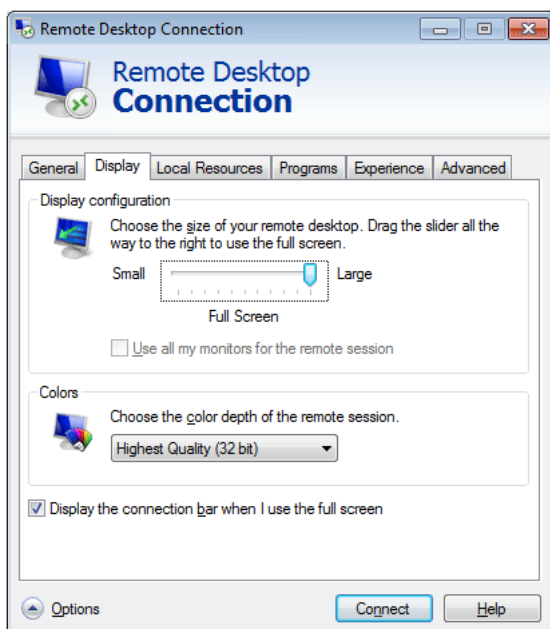 Remote Desktop Connection
Remote Desktop
Connection
General Display Local Resources Programs Experience Advanced
Display configuration
Choose the size of your remote desktop. Drag the slider all the
way to the right to use the full screen.
Small Large
Full Screen
Use all my monitors for the remote session
Colors
Choose the color depth of the remote session.
Highest Quality (32 bit)
Display the connection bar when I use the full screen
Options Connect Help